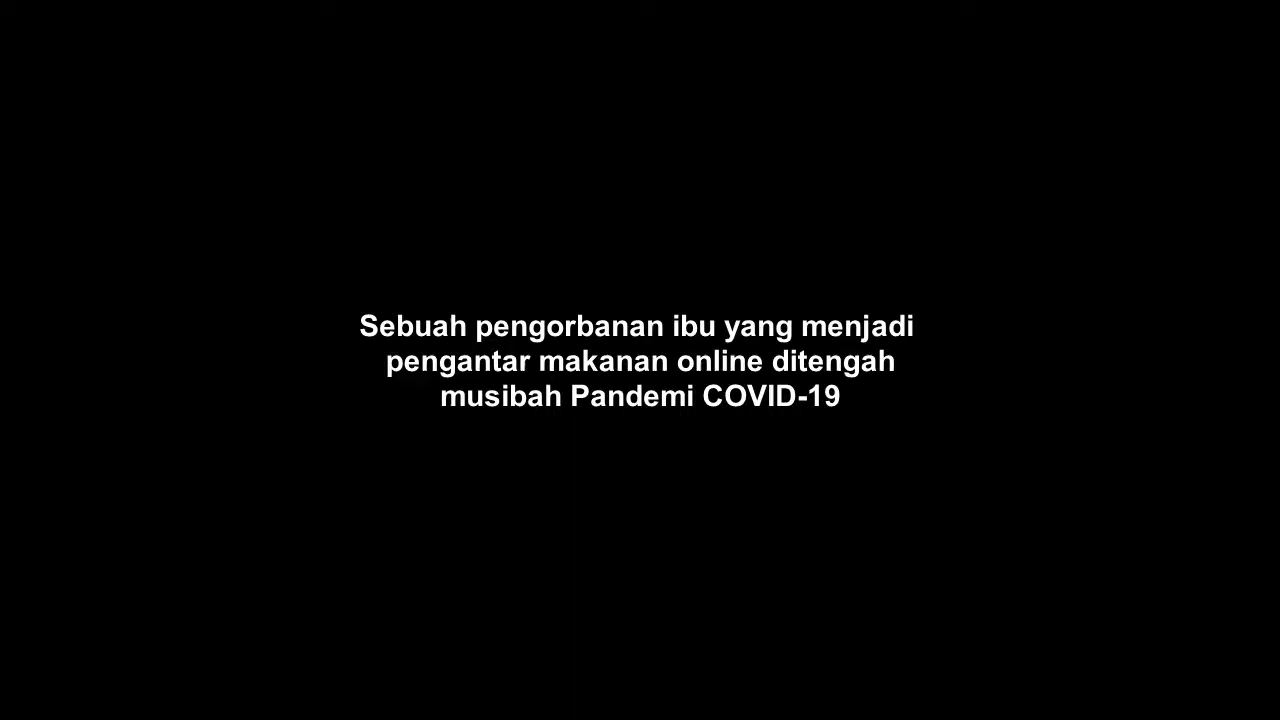 Sebuah pengorbanan ibu yang menjadi
pengantar makanan online ditengah
musibah Pandemi COVID-19